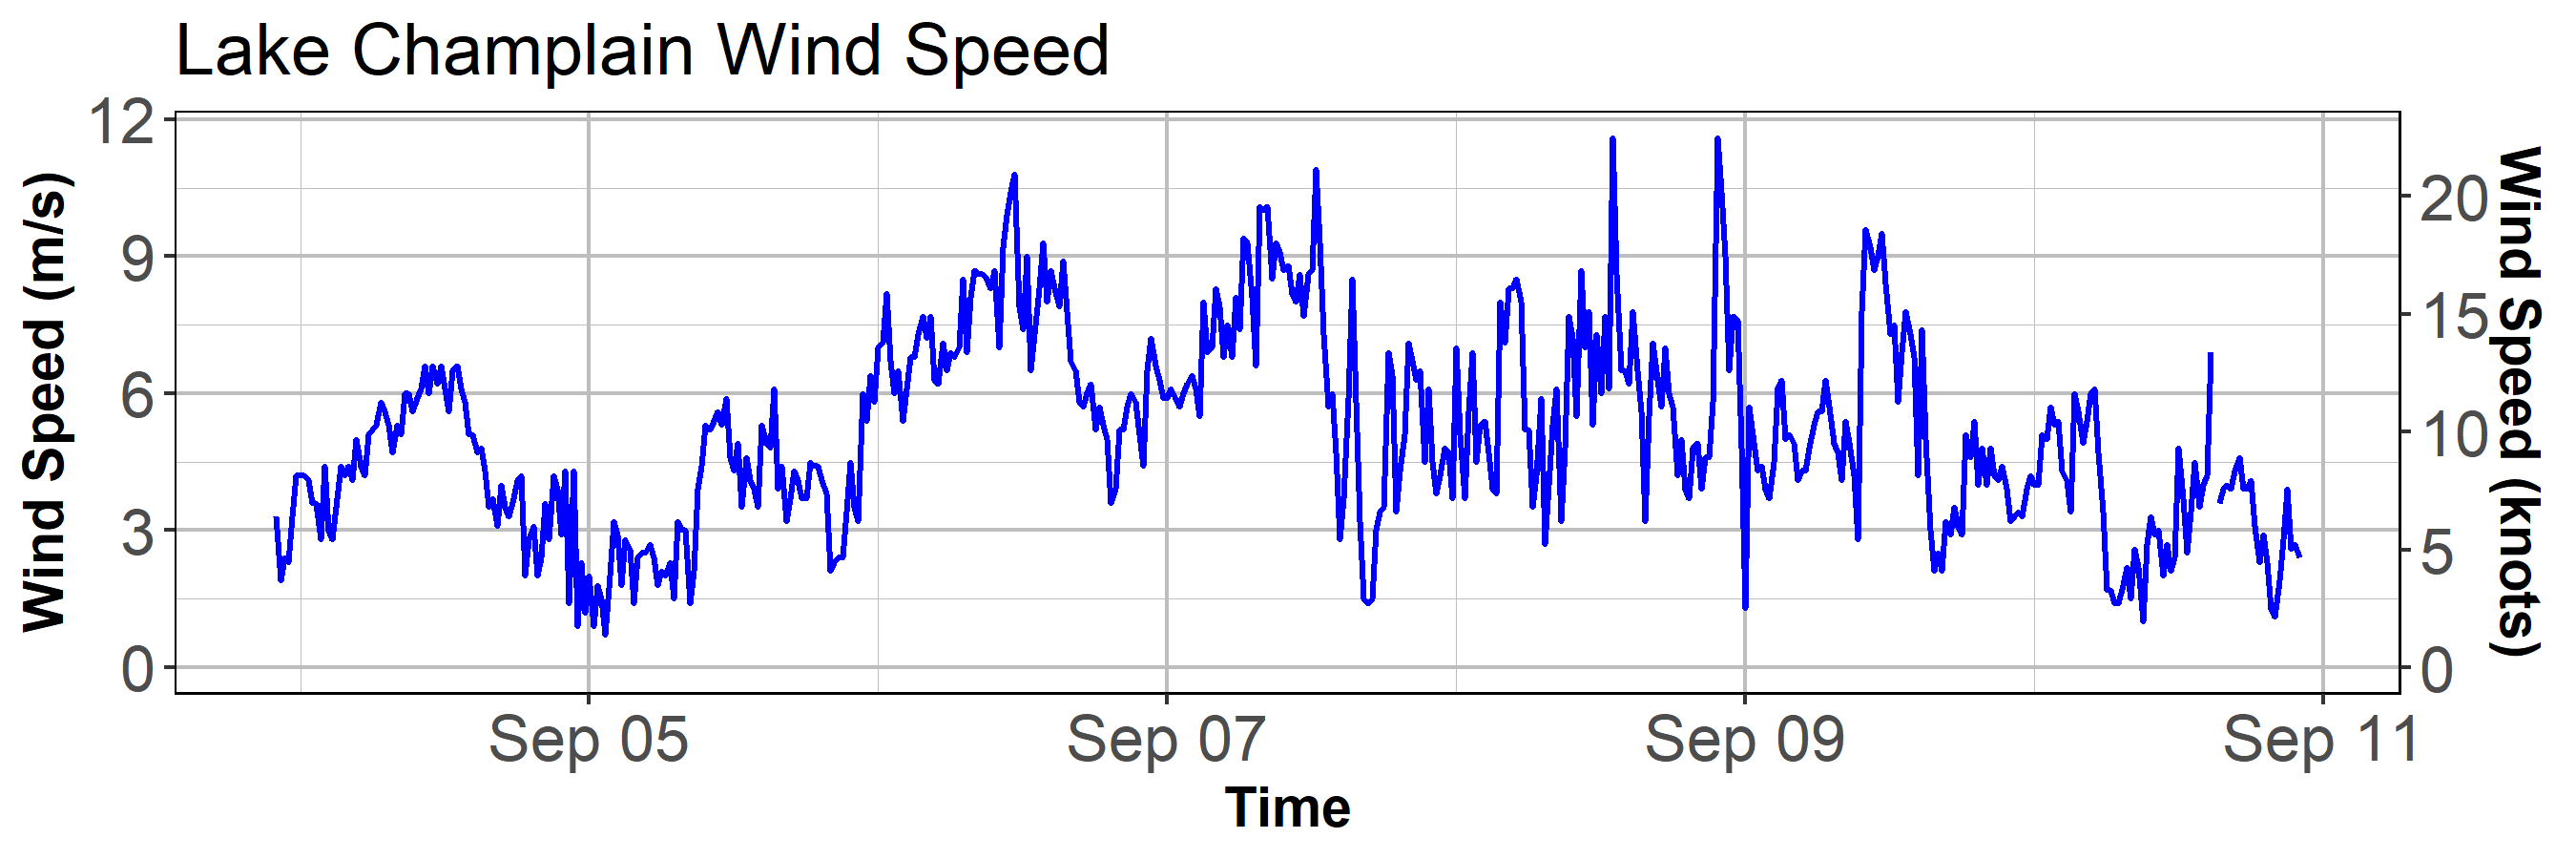 Lake Champlain Wind Speed
12
9
6
3
0
Wind Speed (m/s)
20
15
10
5
0
Wind Speed (knots)
Sep 05 Sep 07 Sep 09 Sep 11
Time